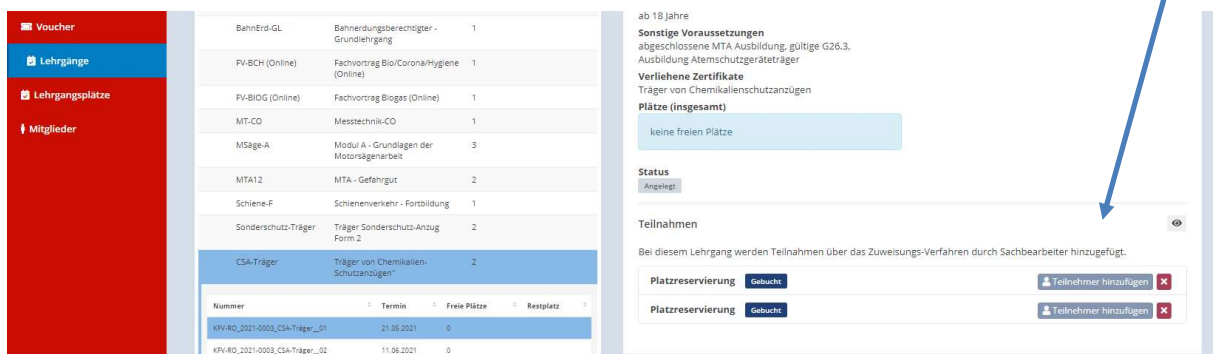 Voucher
Lehrgänge
Lehrgangsplätze
Mitglieder
BahnErd-GL Bahnerdungsberechtigter - 1
Grundlehrgang
FV-BCH (Online) Fachvortrag Bio/Corona/Hygiene 1
(Online)
FV-BIOG (Online) Fachvortrag Biogas (Online) 1
MT-CO Messtechnik-CO 1
MSäge-A Modul A - Grundlagen der 3
Motorsägenarbeit
MTA12 MTA - Gefahrgut 2
Schiene-F Schienenverkehr - Fortbildung 1
Sonderschutz-Träger Träger Sonderschutz-Anzug 2
Form 2
CSA-Träger Träger von Chemikalien- 2
Schutzanzügen"
Nummer Termin Freie Plätze Restplatz
KFV-RO_2021-0003_CSA-Träger__01 21.05.2021 0
KFV-RO_2021-0003_CSA-Träger__02 11.06.2021 0
ab 18 Jahre
Sonstige Voraussetzungen
abgeschlossene MTA Ausbildung, gültige G26.3,
Ausbildung Atemschutzgeräteträger
Verliehene Zertifikate
Träger von Chemikalienschutzanzügen
Plätze (insgesamt)
keine freien Plätze
Status
Angelegt
Teilnahmen
Bei diesem Lehrgang werden Teilnahmen über das Zuweisungs-Verfahren durch Sachbearbeiter hinzugefügt.
Platzreservierung Gebucht Teilnehmer hinzufügen
Platzreservierung Gebucht Teilnehmer hinzufügen